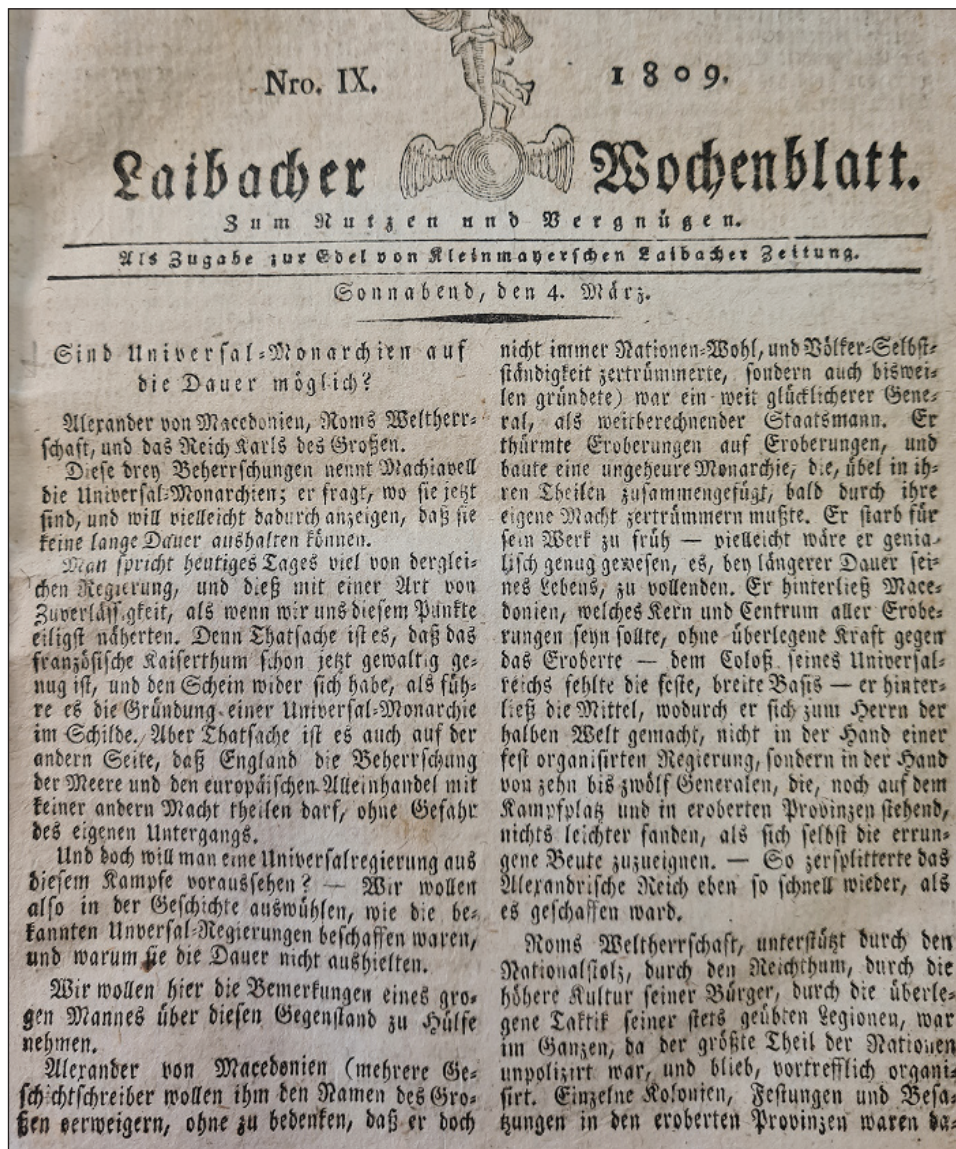 Nro. IX.
1809.
Laibacher Wochenblatt.
Zum Nutzen und Vergnügen.
Als Zugabe zur Edel von Kleinmayerschen Laibacher Zeitung.
Sonnabend, den 4. März.
Sind Universal-Monarchien auf
die Dauer möglich?
Alexander von Macedonien, Roms Weltherr-
schaft, und das Reich Karls des Großen.
Diese drey Beherrschungen nennt Machiavell
die Universal-Monarchien; er fragt, wo sie jetzt
sind, und will vielleicht dadurch anzeigen, daß sie
keine lange Dauer aushalten können.
Man spricht heutiges Tages viel von derglei-
chen Regierung, und dieß mit einer Art von
Zuverlässigkeit, als wenn wir uns diesem Punkte
eiligst näherten. Denn Thatsache ist es, daß das
französische Kaiserthum schon jetzt gewaltig ge-
nug ist, und den Schein wider sich habe, als füh-
re es die Gründung einer Universal-Monarchie
im Schilde. Aber Thatsache ist es auch auf der
andern Seite, daß England die Beherrschung
der Meere und den europäischen Alleinhandel mit
keiner andern Macht theilen darf, ohne Gefahr
des eigenen Untergangs.
Und doch will man eine Universalregierung aus
diesem Kampfe voraussehen? — Wir wollen
also in der Geschichte auswühlen, wie die be-
kannten Unversal-Regierungen beschaffen waren,
und warum sie die Dauer nicht aushielten.
Wir wollen hier die Bemerkungen eines gro-
gen Mannes über diesen Gegenstand zu Hülfe
nehmen.
Alexander von Macedonien (mehrere Ge-
schichtschreiber wollen ihm den Namen des Gro-
ßen verweigern, ohne zu bedenken, daß er doch
nicht immer Nationen-Wohl, und Völker-Selbst-
ständigkeit zertrümmerte, sondern auch biswei-
len gründete) war ein weit glücklicherer Gene-
ral, als weitberechnender Staatsmann. Er
thürmte Eroberungen auf Eroberungen, und
baute eine ungeheure Monarchie, die, übel in ih-
ren Theilen zusammengefügt, bald durch ihre
eigene Macht zertrümmern mußte. Er starb für
sein Werk zu früh — vielleicht wäre er genia-
lisch genug gewesen, es, bey längerer Dauer sei-
nes Lebens, zu vollenden. Er hinterließ Mace-
donien, welches Kern und Centrum aller Erobe-
rungen seyn sollte, ohne überlegene Kraft gegen
das Eroberte — dem Coloß seines Universal-
reichs fehlte die feste, breite Basis — er hinter-
ließ die Mittel, wodurch er sich zum Herrn der
halben Welt gemacht, nicht in der Hand einer
fest organisirten Regierung, sondern in der Hand
von zehn bis zwölf Generalen, die, noch auf dem
Kampfplatz und in eroberten Provinzen stehend,
nichts leichter fanden, als sich selbst die errun-
gene Beute zuzueignen. — So zersplitterte das
Alexandrische Reich eben so schnell wieder, als
es geschaffen ward.
Roms Weltherrschaft, unterstützt durch den
Nationalstolz, durch den Reichthum, durch die
höhere Kultur seiner Bürger, durch die überle-
gene Taktik seiner stets geübten Legionen, war
im Ganzen, da der größte Theil der Nationen
unpolizirt war, und blieb, vortrefflich organi-
sirt. Einzelne Kolonien, Festungen und Besa-
tzungen in den eroberten Provinzen waren da-